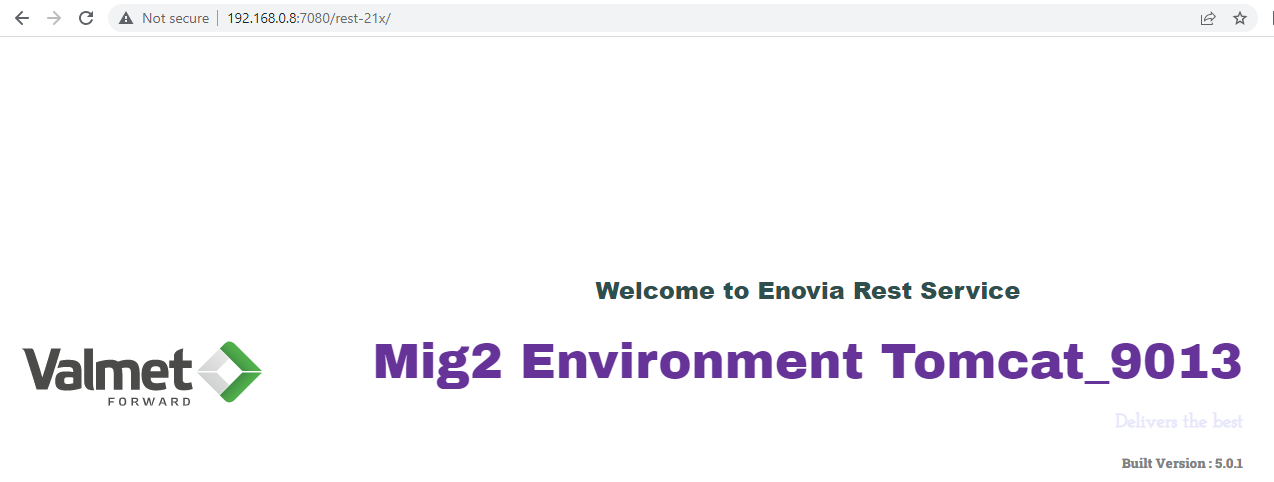 Not secure 192.168.0.8:7080/rest-21x/
Welcome to Enovia Rest Service
Valmet
FORWARD
Mig2 Environment Tomcat_9013
Delivers the best
Built Version : 5.0.1